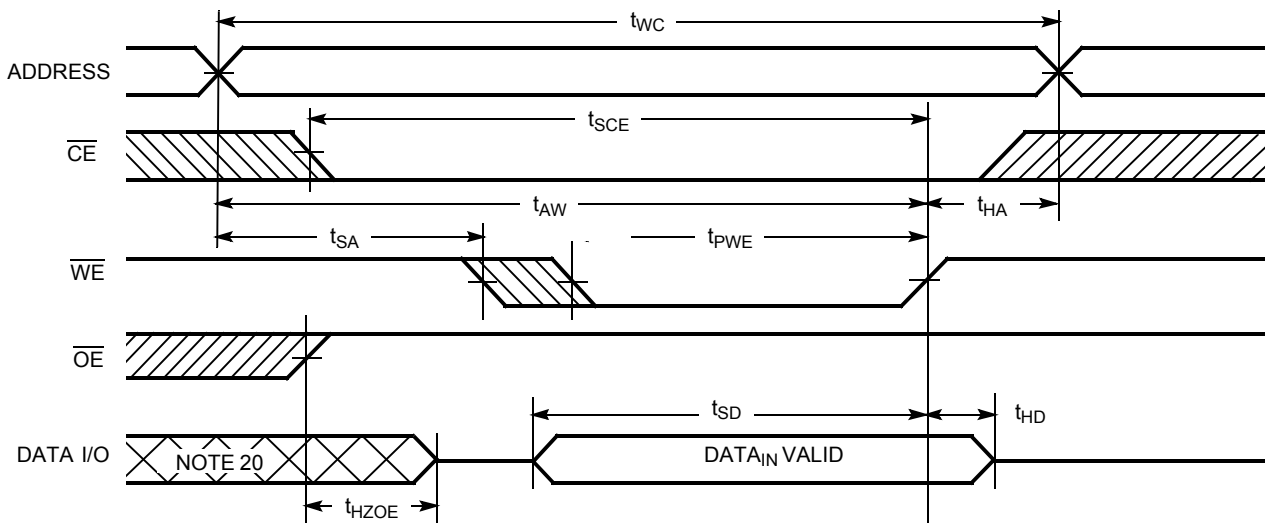 tWC
ADDRESS
tSCE
CE
tAW
tHA
tSA
tPWE
WE
OE
tSD
tHD
DATA I/O
NOTE 20
DATAIN VALID
tHZOE